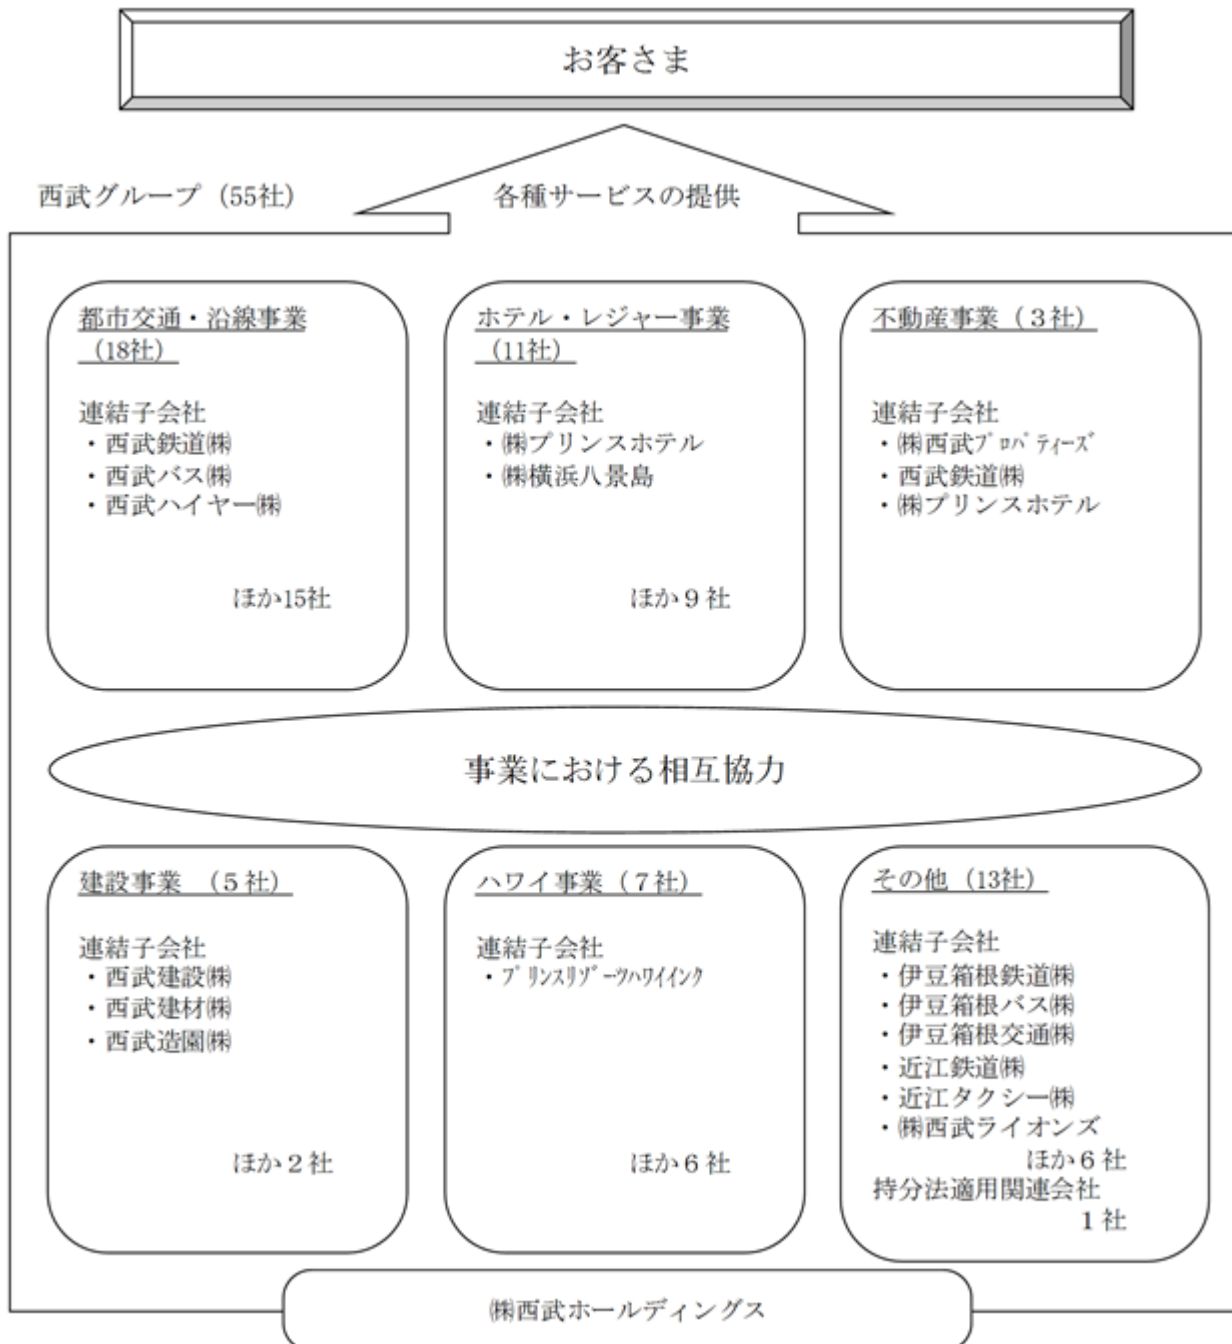 お客さま
西武グループ（55社）
各種サービスの提供
都市交通・沿線事業
（18社）
連結子会社
・西武鉄道㈱
・西武バス㈱
・西武ハイヤー㈱
ほか15社
ホテル・レジャー事業
（11社）
連結子会社
・㈱プリンスホテル
・㈱横浜八景島
ほか９社
不動産事業（３社）
連結子会社
・㈱西武ﾌﾟﾛﾊﾟﾃｨｰｽﾞ
・西武鉄道㈱
・㈱プリンスホテル
事業における相互協力
建設事業　（５社）
連結子会社
・西武建設㈱
・西武建材㈱
・西武造園㈱
ほか２社
ハワイ事業（７社）
連結子会社
・ﾌﾟﾘﾝｽﾘｿﾞｰﾂﾊﾜｲｲﾝｸ
ほか６社
その他（13社）
連結子会社
・伊豆箱根鉄道㈱
・伊豆箱根バス㈱
・伊豆箱根交通㈱
・近江鉄道㈱
・近江タクシー㈱
・㈱西武ライオンズ
ほか６社
持分法適用関連会社
１社
㈱西武ホールディングス